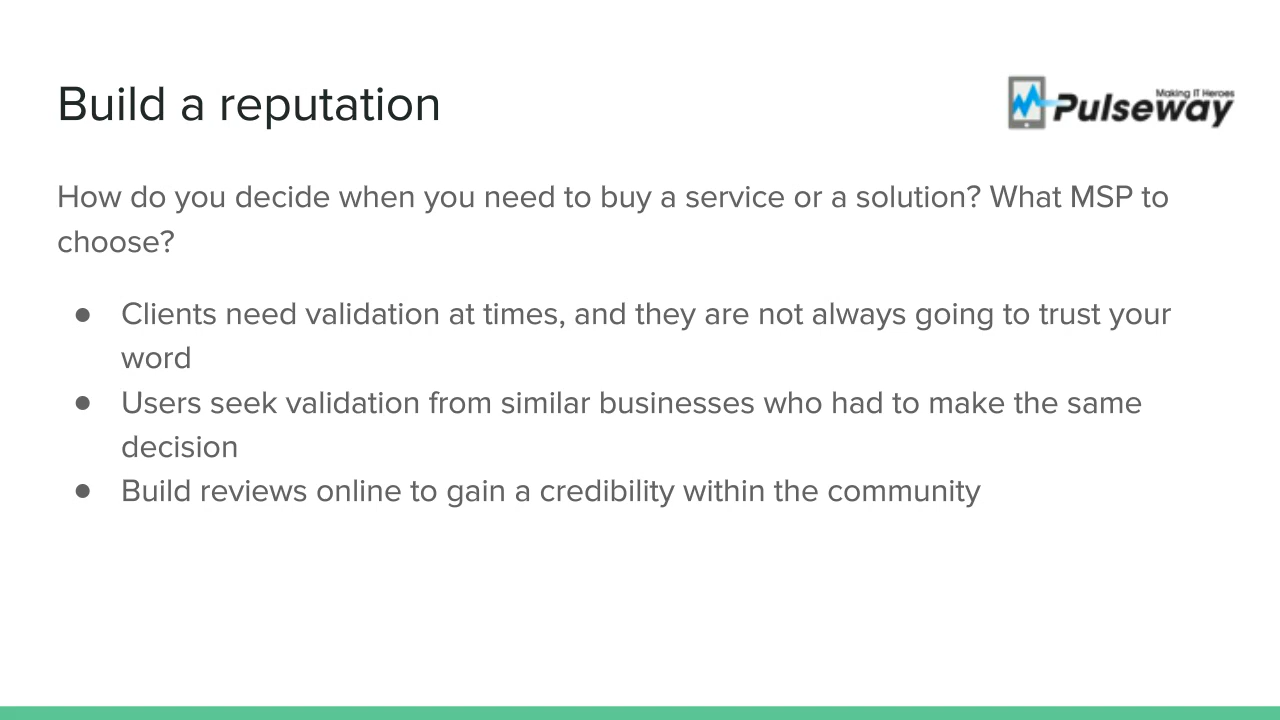 Build a reputation
Making IT Heroes
Pulseway
How do you decide when you need to buy a service or a solution? What MSP to
choose?
● Clients need validation at times, and they are not always going to trust your
word
● Users seek validation from similar businesses who had to make the same
decision
● Build reviews online to gain a credibility within the community